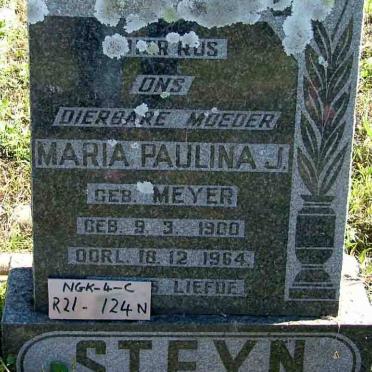 HIER RUS
ONS
DIERBARE MOEDER
MARIA PAULINA J.
GEB. MEYER
GEB. 9.3.1900
OORL. 18.12.1964
LIEFDE
NGK-4-C
R21-124N
STEYN